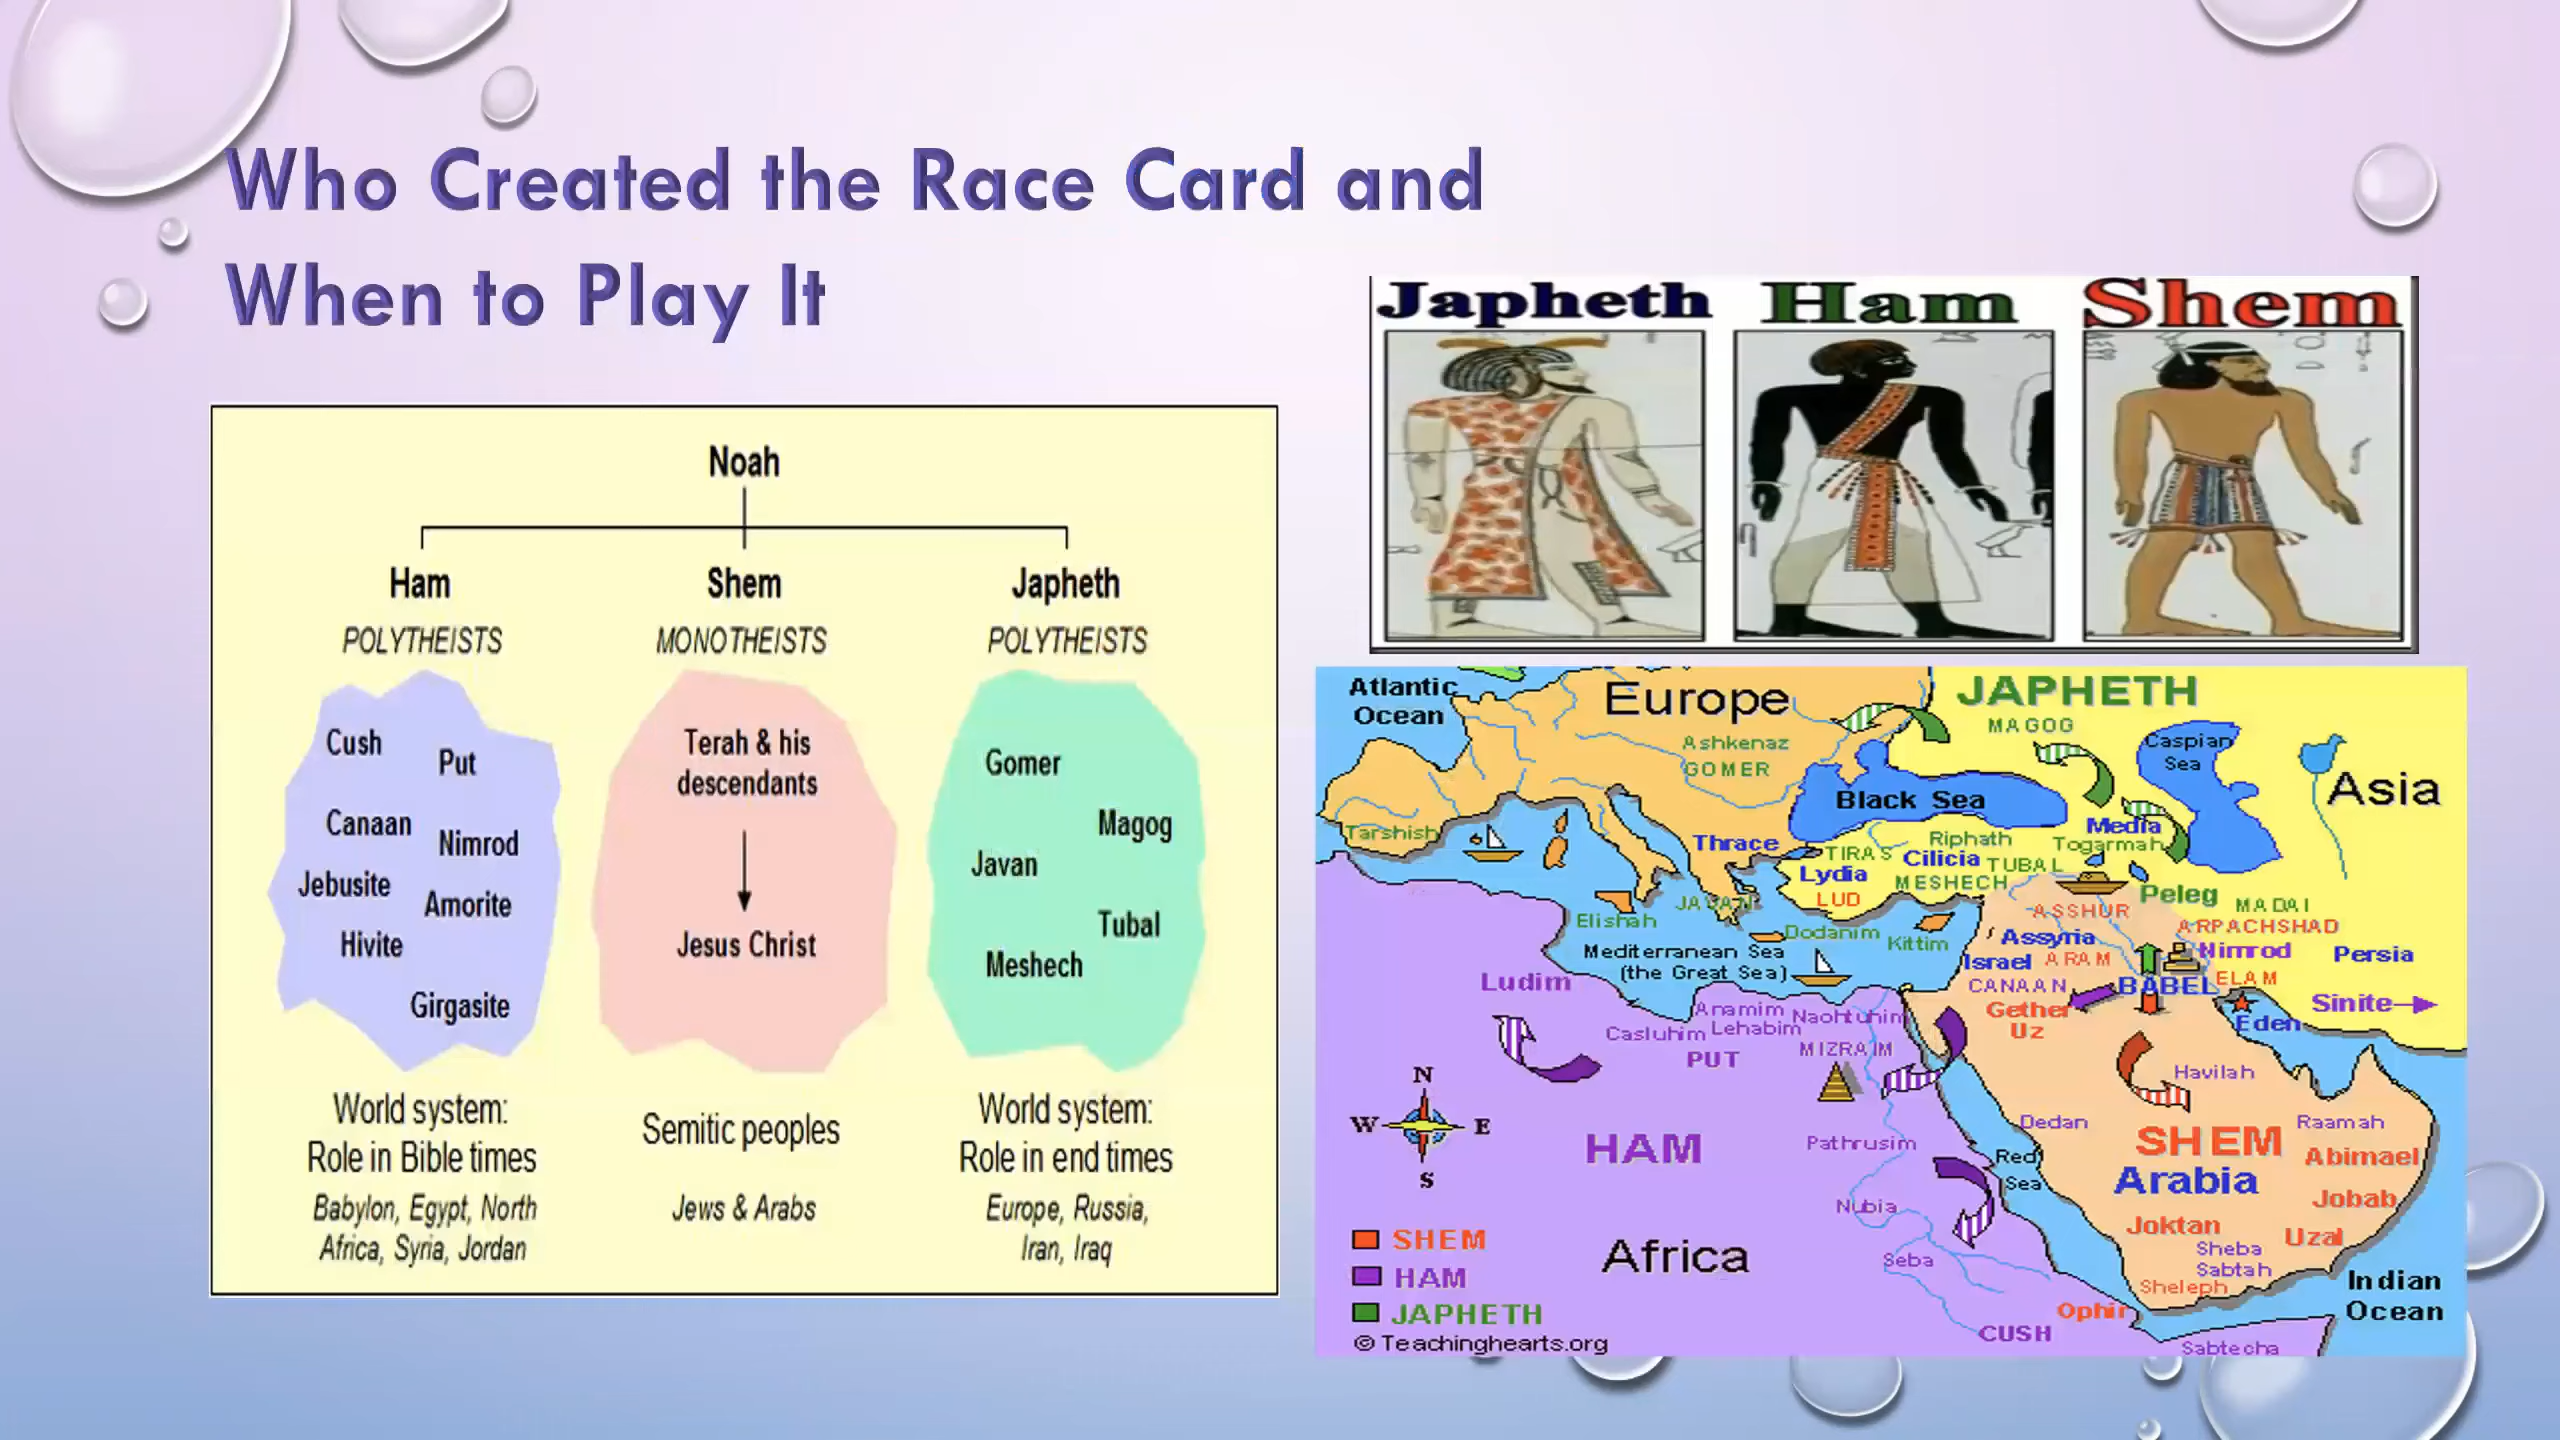 Who Created the Race Card and
When to Play It
Noah
Ham Shem Japheth
POLYTHEISTS MONOTHEISTS POLYTHEISTS
Cush
Put
Canaan
Nimrod
Jebusite
Amorite
Hivite
Girgasite
Terah & his
descendants
Jesus Christ
Gomer
Magog
Javan
Tubal
Meshech
World system:
Role in Bible times
Babylon, Egypt, North
Africa, Syria, Jordan
Semitic peoples
Jews & Arabs
World system:
Role in end times
Europe, Russia,
Iran, Iraq
Japheth Ham Shem
Atlantic
Ocean
Europe
JAPHETH
MAGOG
Ashkenaz
GOMER
Caspian
Sea
Asia
Black Sea
Tarshish
Thrace
Media
Riphath
Togarmah
TIRAS
Cilicia
TUBAL
Lydia
MESHECH
LUD
Peleg
JAVAN
Elishah
ASSHUR
MADAI
ARPACHSHAD
Dodanim
Kittim
Assyria
Nimrod
Persia
Mediterranean Sea
(the Great Sea)
Israel
ARAM
ELAM
Ludim
CANAAN
BABEL
Sinite
Gether
Uz
Eden
Anamim
Naohtuhim
Casluhim
Lehabim
PUT
MIZRAIM
Havilah
N
W E
S
Dedan
Raamah
HAM
Pathrusim
SHEM
Abimael
Red
Sea
Arabia
Jobab
Nubia
Joktan
Uzal
SHEM
Africa
Seba
Sheba
Sabtah
HAM
Sheleph
Indian
Ocean
JAPHETH
Ophir
CUSH
© Teachinghearts.org
Sabtecha